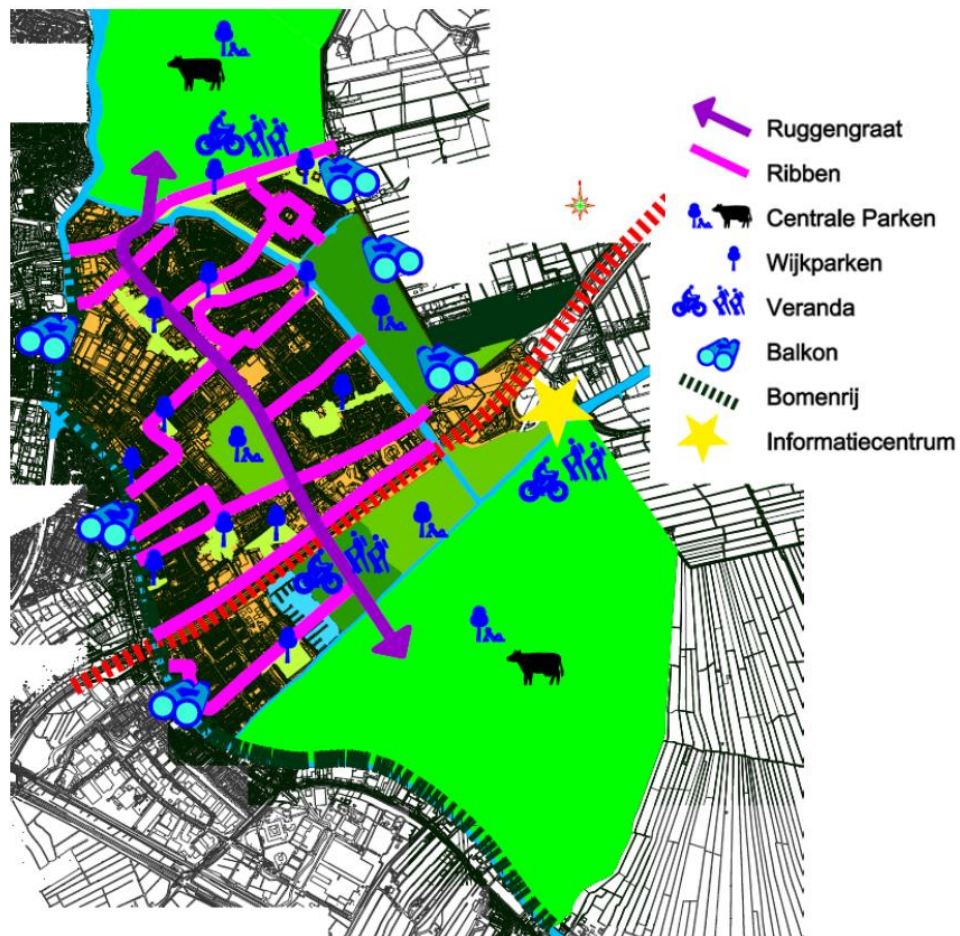 Ruggengraat
Ribben
Centrale Parken
Wijkparken
Veranda
Balkon
Bomenrij
Informatiecentrum